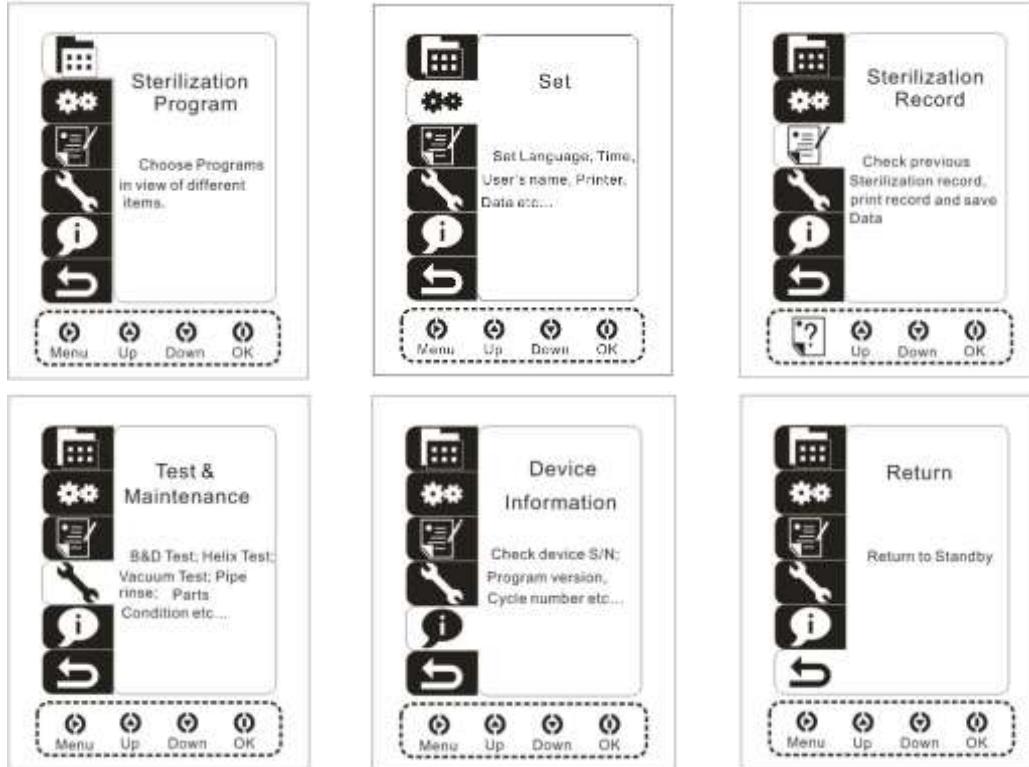 Sterilization
Program
Choose Programs
in view of different
items.
Menu Up Down OK
Set
Set Language, Time,
User's name, Printer,
Data etc...
Menu Up Down OK
Sterilization
Record
Check previous
Sterilization record,
print record and save
Data
? Up Down OK
Test &
Maintenance
B&D Test; Helix Test;
Vacuum Test; Pipe
rinse; Parts
Condition etc...
Menu Up Down OK
Device
Information
Check device S/N;
Program version,
Cycle number etc...
Menu Up Down OK
Return
Return to Standby
Menu Up Down OK